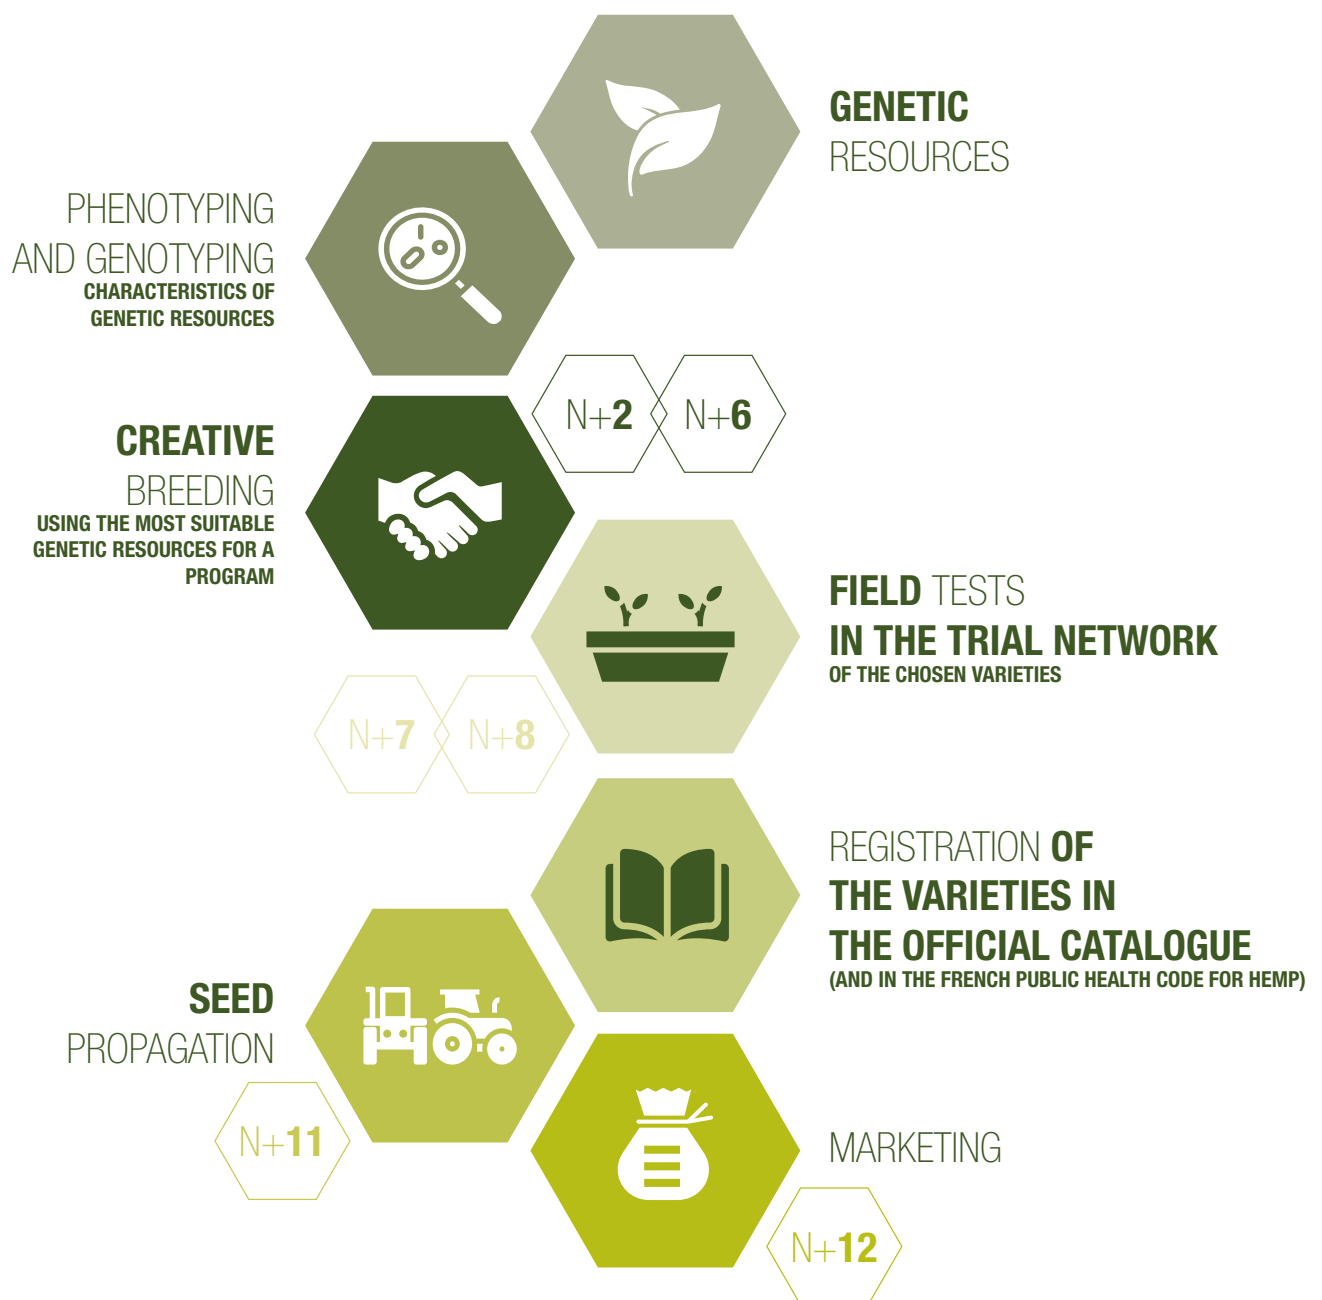 GENETIC
RESOURCES
PHENOTYPING
AND GENOTYPING
CHARACTERISTICS OF
GENETIC RESOURCES
N+2
N+6
CREATIVE
BREEDING
USING THE MOST SUITABLE
GENETIC RESOURCES FOR A
PROGRAM
FIELD TESTS
IN THE TRIAL NETWORK
OF THE CHOSEN VARIETIES
N+7
N+8
REGISTRATION OF
THE VARIETIES IN
THE OFFICIAL CATALOGUE
(AND IN THE FRENCH PUBLIC HEALTH CODE FOR HEMP)
SEED
PROPAGATION
N+11
MARKETING
N+12